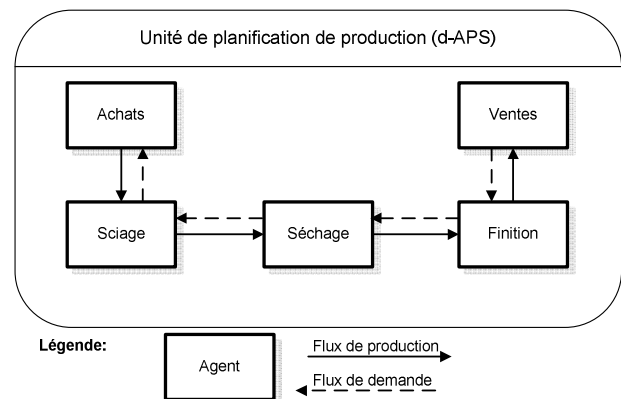 Unité de planification de production (d-APS)
Achats
Ventes
Sciage
Séchage
Finition
Légende:
Agent
Flux de production
Flux de demande